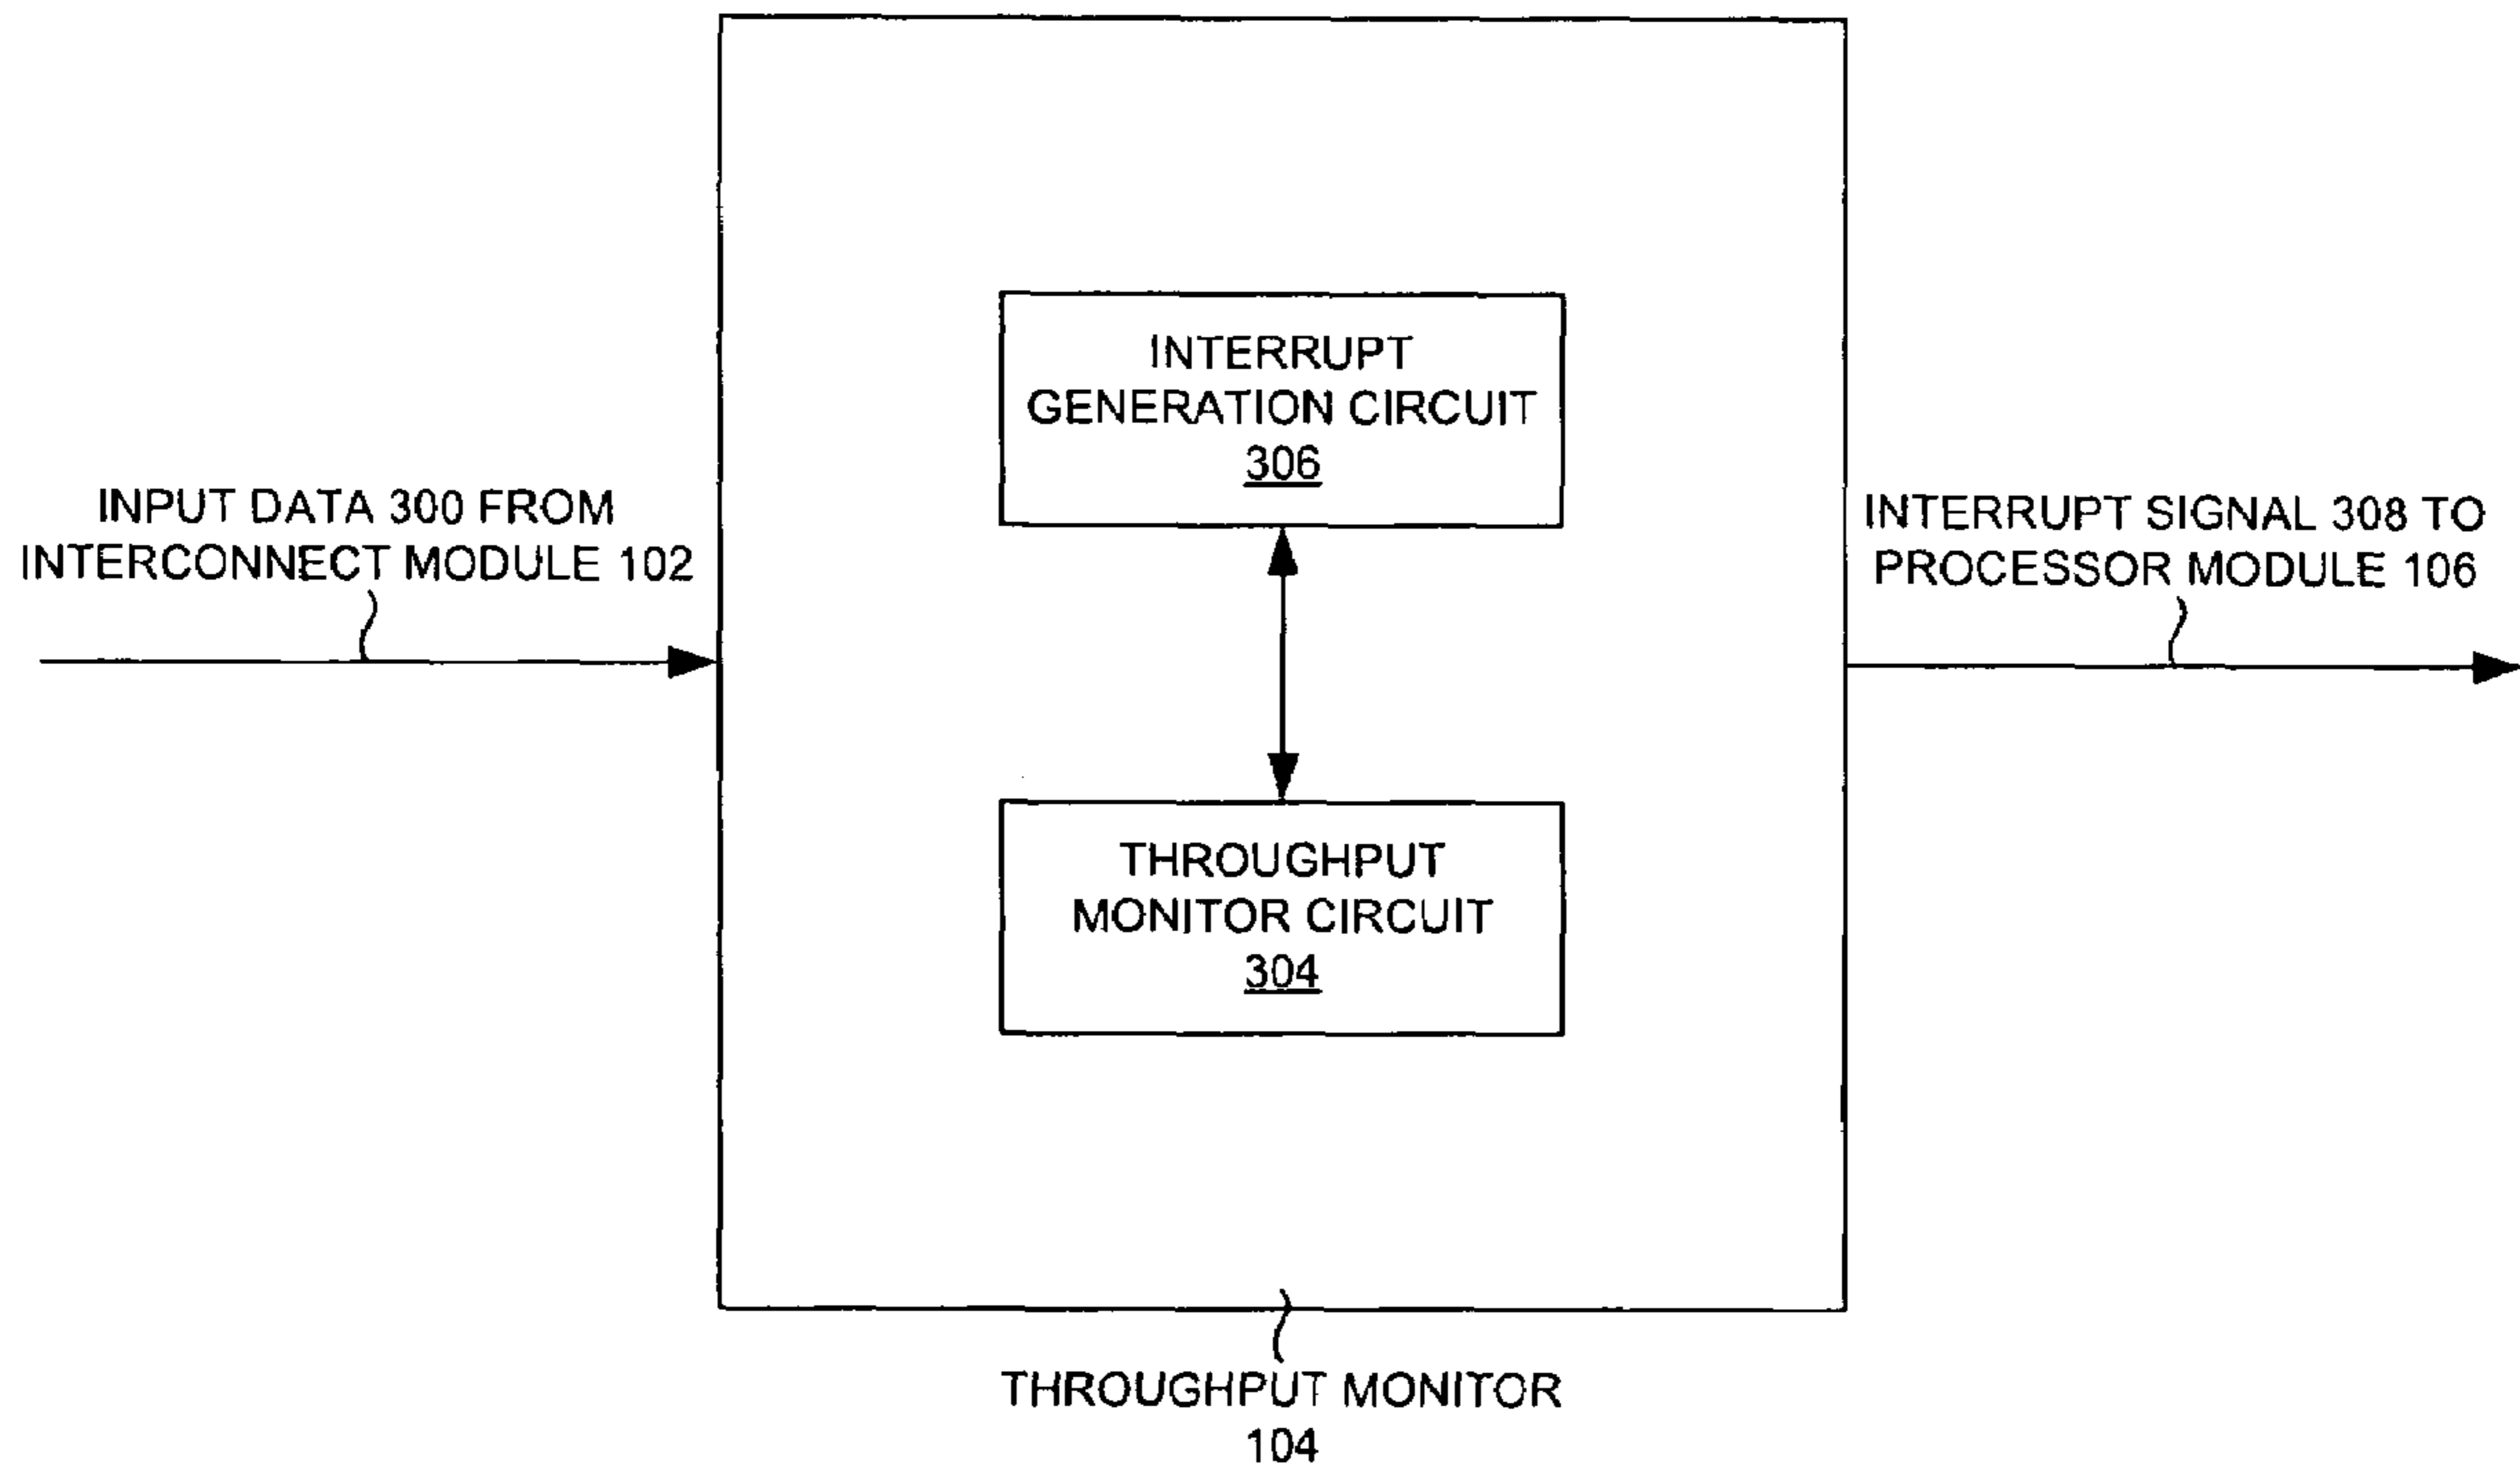 INTERRUPT
GENERATION CIRCUIT
306
INPUT DATA 300 FROM
INTERCONNECT MODULE 102
INTERRUPT SIGNAL 308 TO
PROCESSOR MODULE 106
THROUGHPUT
MONITOR CIRCUIT
304
THROUGHPUT MONITOR
104